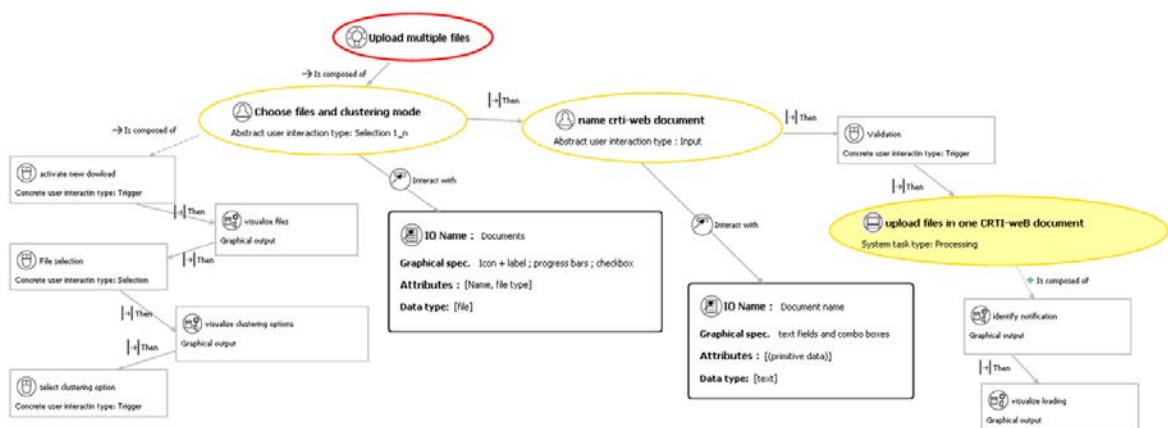 Upload multiple files
Is composed of
Choose files and clustering mode
Abstract user interaction type: Selection 1_n
Then
name crti-web document
Abstract user interaction type : Input
Then
Validation
Concrete user interactin type: Trigger
Is composed of
activate new dowload
Concrete user interactin type: Trigger
Then
visualize files
Graphical output
Then
File selection
Concrete user interactin type: Selection
Then
visualize clustering options
Graphical output
Then
select clustering option
Concrete user interactin type: Trigger
Interact with
IO Name : Documents
Graphical spec. Icon + label ; progress bars ; checkbox
Attributes : [Name, file type]
Data type: [file]
Interact with
IO Name : Document name
Graphical spec. text fields and combo boxes
Attributes : [(primitive data)]
Data type: [text]
Then
upload files in one CRTI-weB document
System task type: Processing
Is composed of
identify notification
Graphical output
Then
visualize loading
Graphical output